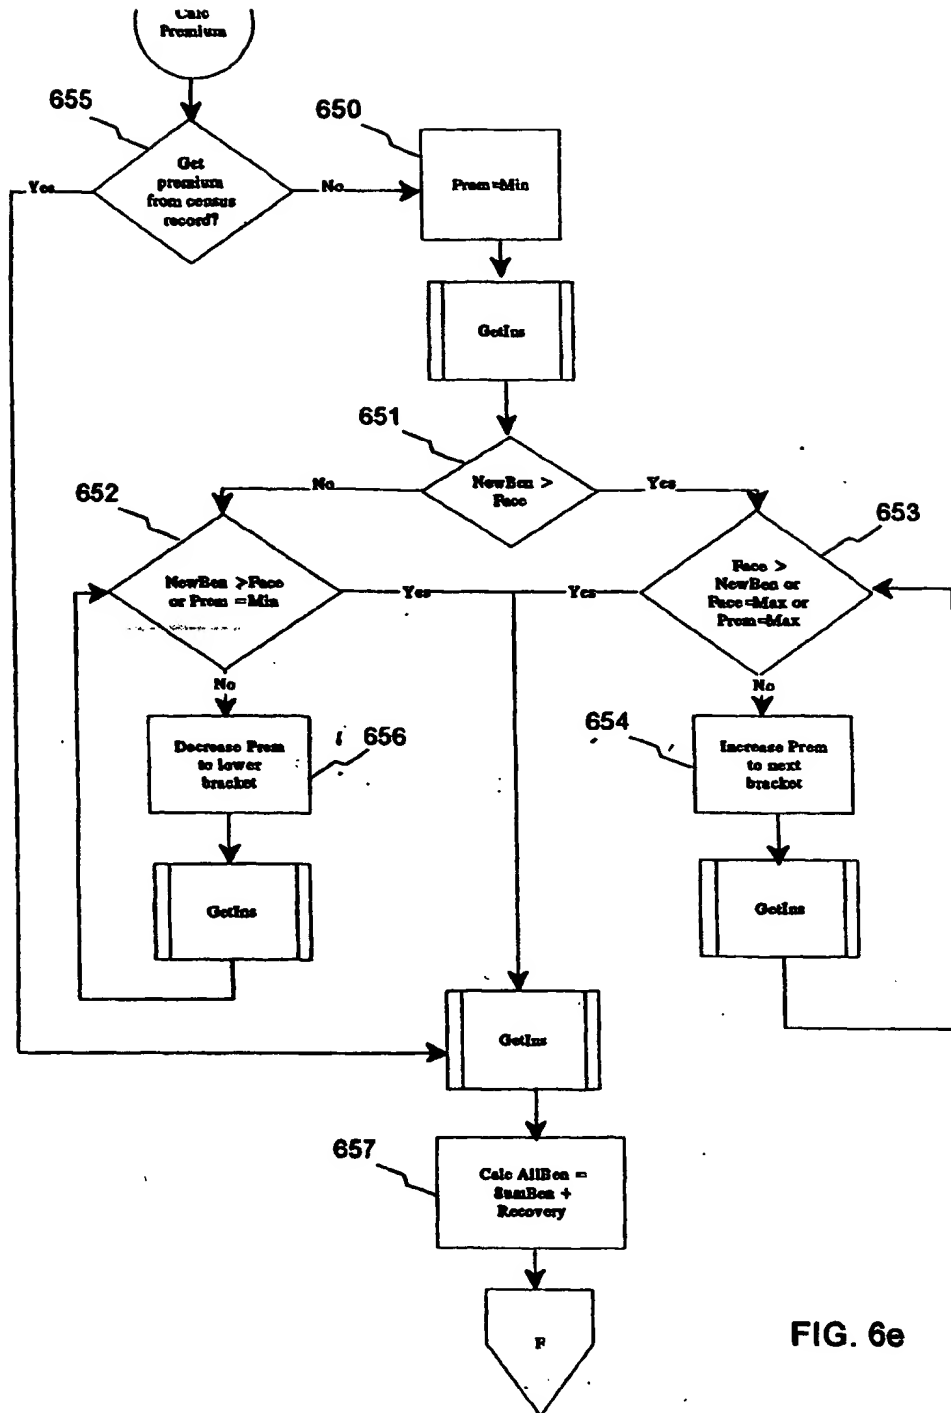 Calc
Premium
655
Get
premium
from census
record?
Yes
No
650
Prem=Min
GetIns
651
NewBen >
Face
No
Yes
652
NewBen >Face
or Prem =Min
Yes
653
Face >
NewBen or
Face=Max or
Prem=Max
Yes
No
No
Decrease Prem
to lower
bracket
656
654
Increase Prem
to next
bracket
GetIns
GetIns
GetIns
657
Calc AllBen =
SumBen +
Recovery
F
FIG. 6e